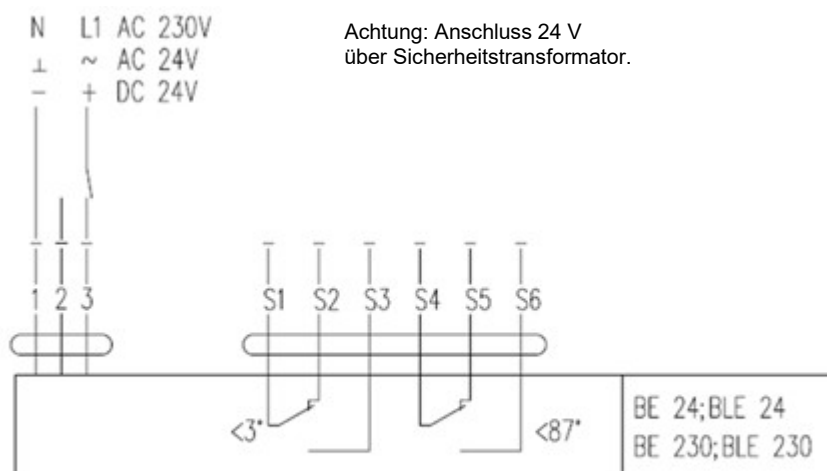 N L1 AC 230V
⊥ ~ AC 24V
− + DC 24V
Achtung: Anschluss 24 V
über Sicherheitstransformator.
1 2 3 S1 S2 S3 S4 S5 S6
<3° <87°
BE 24;BLE 24
BE 230;BLE 230